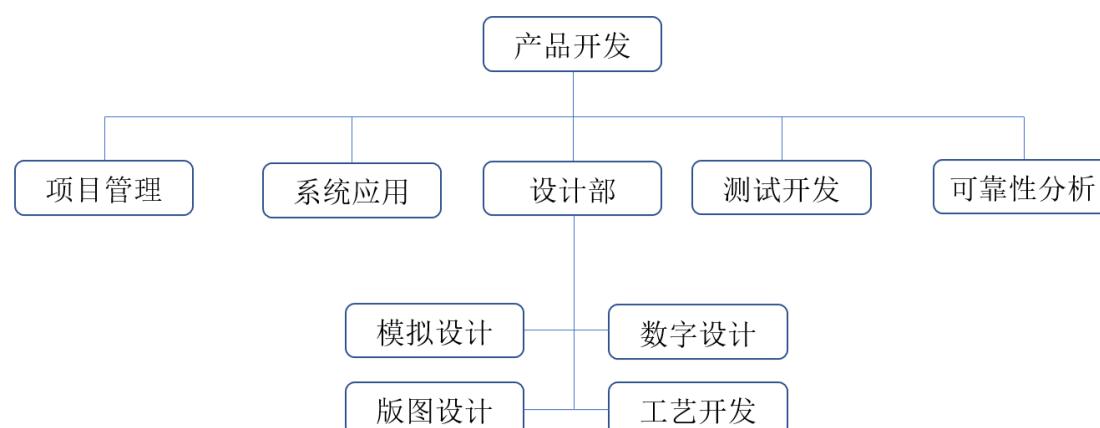 产品开发
项目管理
系统应用
设计部
测试开发
可靠性分析
模拟设计
数字设计
版图设计
工艺开发